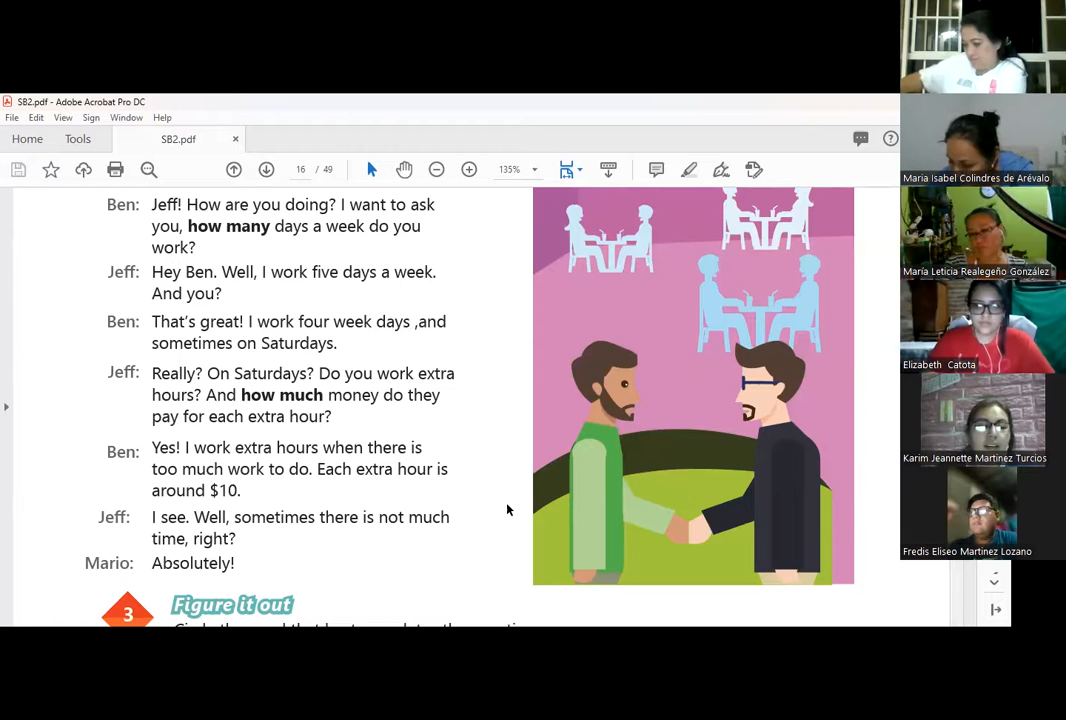 SB2.pdf - Adobe Acrobat Pro DC
File Edit View Sign Window Help
Home Tools SB2.pdf ×
16 / 49 135%
Ben: Jeff! How are you doing? I want to ask
you, how many days a week do you
work?
Jeff: Hey Ben. Well, I work five days a week.
And you?
Ben: That's great! I work four week days ,and
sometimes on Saturdays.
Jeff: Really? On Saturdays? Do you work extra
hours? And how much money do they
pay for each extra hour?
Ben: Yes! I work extra hours when there is
too much work to do. Each extra hour is
around $10.
Jeff: I see. Well, sometimes there is not much
time, right?
Mario: Absolutely!
3 Figure it out
Maria Isabel Colindres de Arévalo
María Leticia Realegeño González
Elizabeth Catota
Karim Jeannette Martinez Turcios
Fredis Eliseo Martinez Lozano